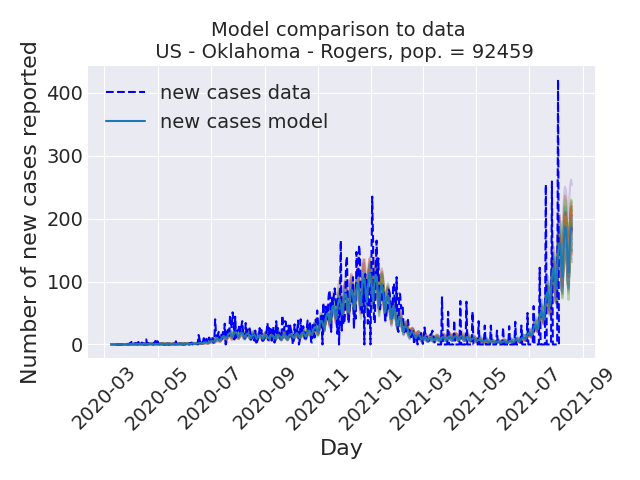 Model comparison to data
US - Oklahoma - Rogers, pop. = 92459
Number of new cases reported
400
300
200
100
0
new cases data
new cases model
2020-03
2020-05
2020-07
2020-09
2020-11
2021-01
2021-03
2021-05
2021-07
2021-09
Day